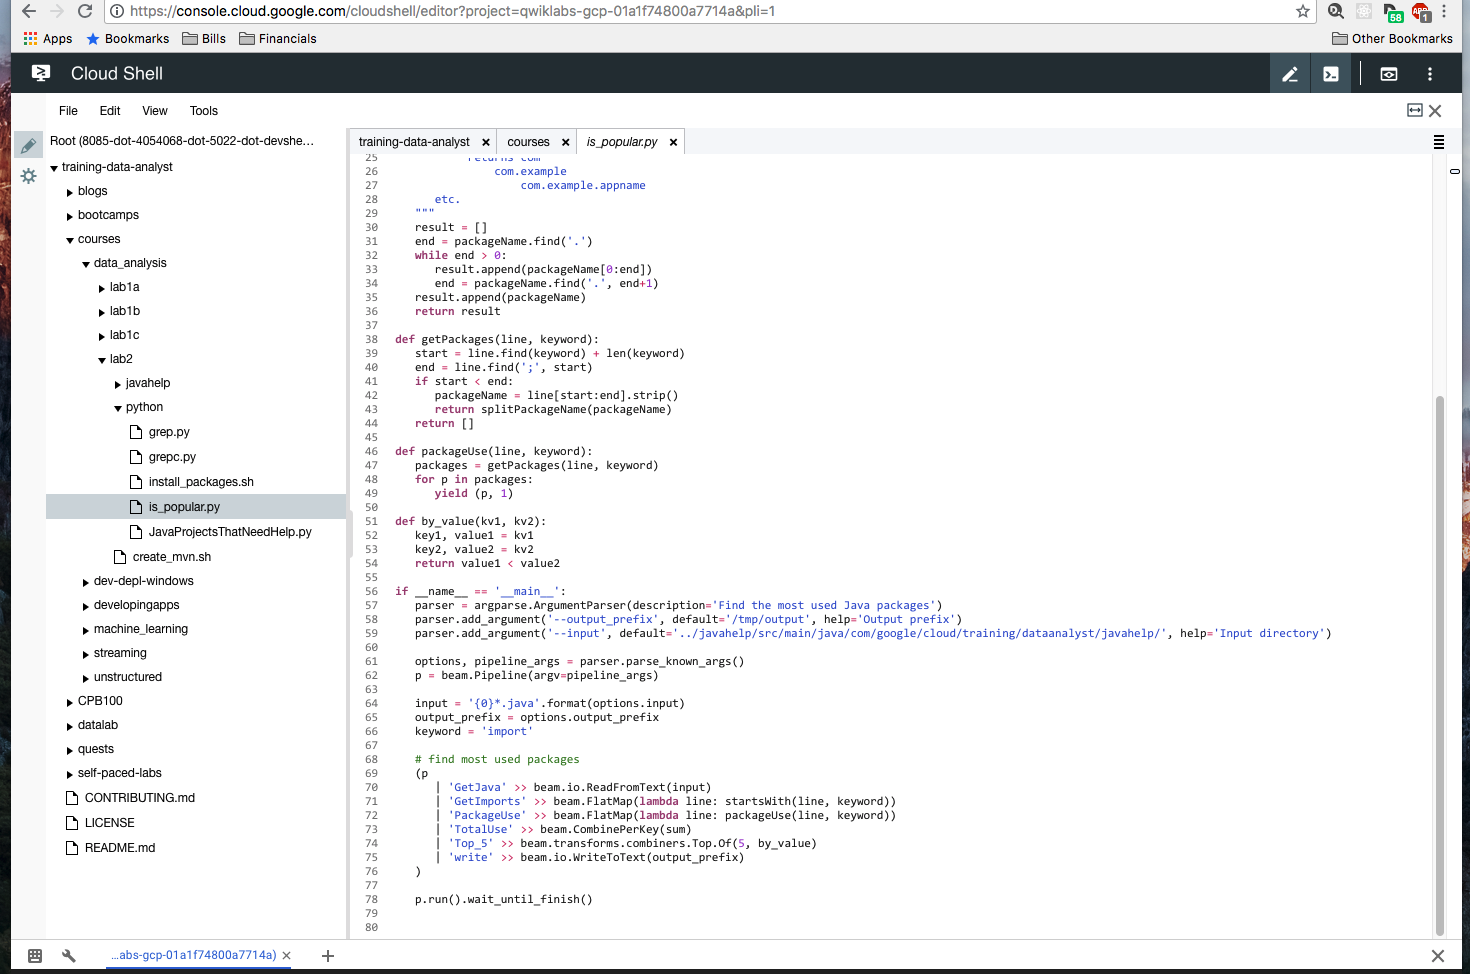 https://console.cloud.google.com/cloudshell/editor?project=qwiklabs-gcp-01a1f74800a7714a&pli=1
58
1
Apps Bookmarks Bills Financials Other Bookmarks
Cloud Shell
File Edit View Tools
Root (8085-dot-4054068-dot-5022-dot-devshe...
training-data-analyst
blogs
bootcamps
courses
data_analysis
lab1a
lab1b
lab1c
lab2
javahelp
python
grep.py
grepc.py
install_packages.sh
is_popular.py
JavaProjectsThatNeedHelp.py
create_mvn.sh
dev-depl-windows
developingapps
machine_learning
streaming
unstructured
CPB100
datalab
quests
self-paced-labs
CONTRIBUTING.md
LICENSE
README.md
training-data-analyst × courses × is_popular.py ×
25 returns com
26 com.example
27 com.example.appname
28 etc.
29 """
30 result = []
31 end = packageName.find('.')
32 while end > 0:
33 result.append(packageName[0:end])
34 end = packageName.find('.', end+1)
35 result.append(packageName)
36 return result
37
38 def getPackages(line, keyword):
39 start = line.find(keyword) + len(keyword)
40 end = line.find(';', start)
41 if start < end:
42 packageName = line[start:end].strip()
43 return splitPackageName(packageName)
44 return []
45
46 def packageUse(line, keyword):
47 packages = getPackages(line, keyword)
48 for p in packages:
49 yield (p, 1)
50
51 def by_value(kv1, kv2):
52 key1, value1 = kv1
53 key2, value2 = kv2
54 return value1 < value2
55
56 if __name__ == '__main__':
57 parser = argparse.ArgumentParser(description='Find the most used Java packages')
58 parser.add_argument('--output_prefix', default='/tmp/output', help='Output prefix')
59 parser.add_argument('--input', default='../javahelp/src/main/java/com/google/cloud/training/dataanalyst/javahelp/', help='Input directory')
60
61 options, pipeline_args = parser.parse_known_args()
62 p = beam.Pipeline(argv=pipeline_args)
63
64 input = '{0}*.java'.format(options.input)
65 output_prefix = options.output_prefix
66 keyword = 'import'
67
68 # find most used packages
69 (p
70 | 'GetJava' >> beam.io.ReadFromText(input)
71 | 'GetImports' >> beam.FlatMap(lambda line: startsWith(line, keyword))
72 | 'PackageUse' >> beam.FlatMap(lambda line: packageUse(line, keyword))
73 | 'TotalUse' >> beam.CombinePerKey(sum)
74 | 'Top_5' >> beam.transforms.combiners.Top.Of(5, by_value)
75 | 'write' >> beam.io.WriteToText(output_prefix)
76 )
77
78 p.run().wait_until_finish()
79
80
...abs-gcp-01a1f74800a7714a) ×